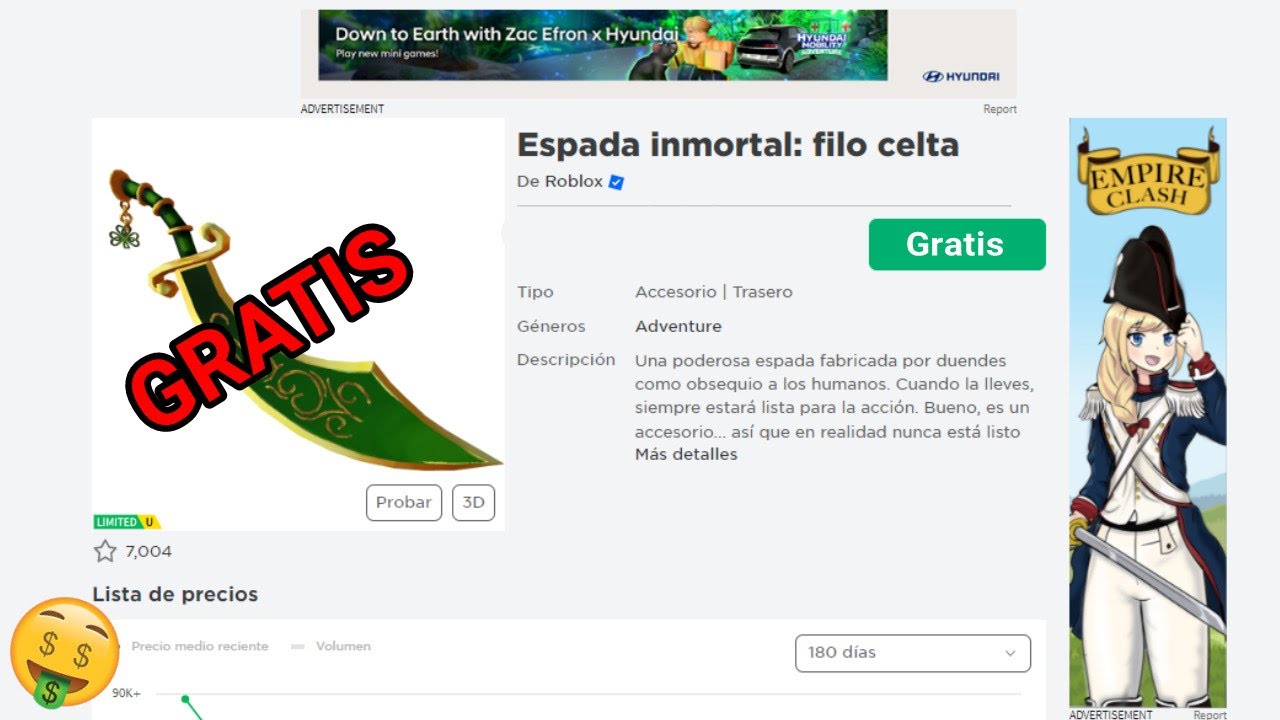 Down to Earth with Zac Efron x Hyundai
Play new mini games!
HYUNDAI
MOBILITY
ADVENTURE
HYUNDAI
ADVERTISEMENT
Report
Espada inmortal: filo celta
De Roblox
Gratis
GRATIS
Tipo
Accesorio | Trasero
Géneros
Adventure
Descripción
Una poderosa espada fabricada por duendes
como obsequio a los humanos. Cuando la lleves,
siempre estará lista para la acción. Bueno, es un
accesorio... así que en realidad nunca está listo
Más detalles
Probar
3D
LIMITED U
7,004
Lista de precios
Precio medio reciente
Volumen
180 días
90K+
$ $
$
EMPIRE
CLASH
ADVERTISEMENT
Report